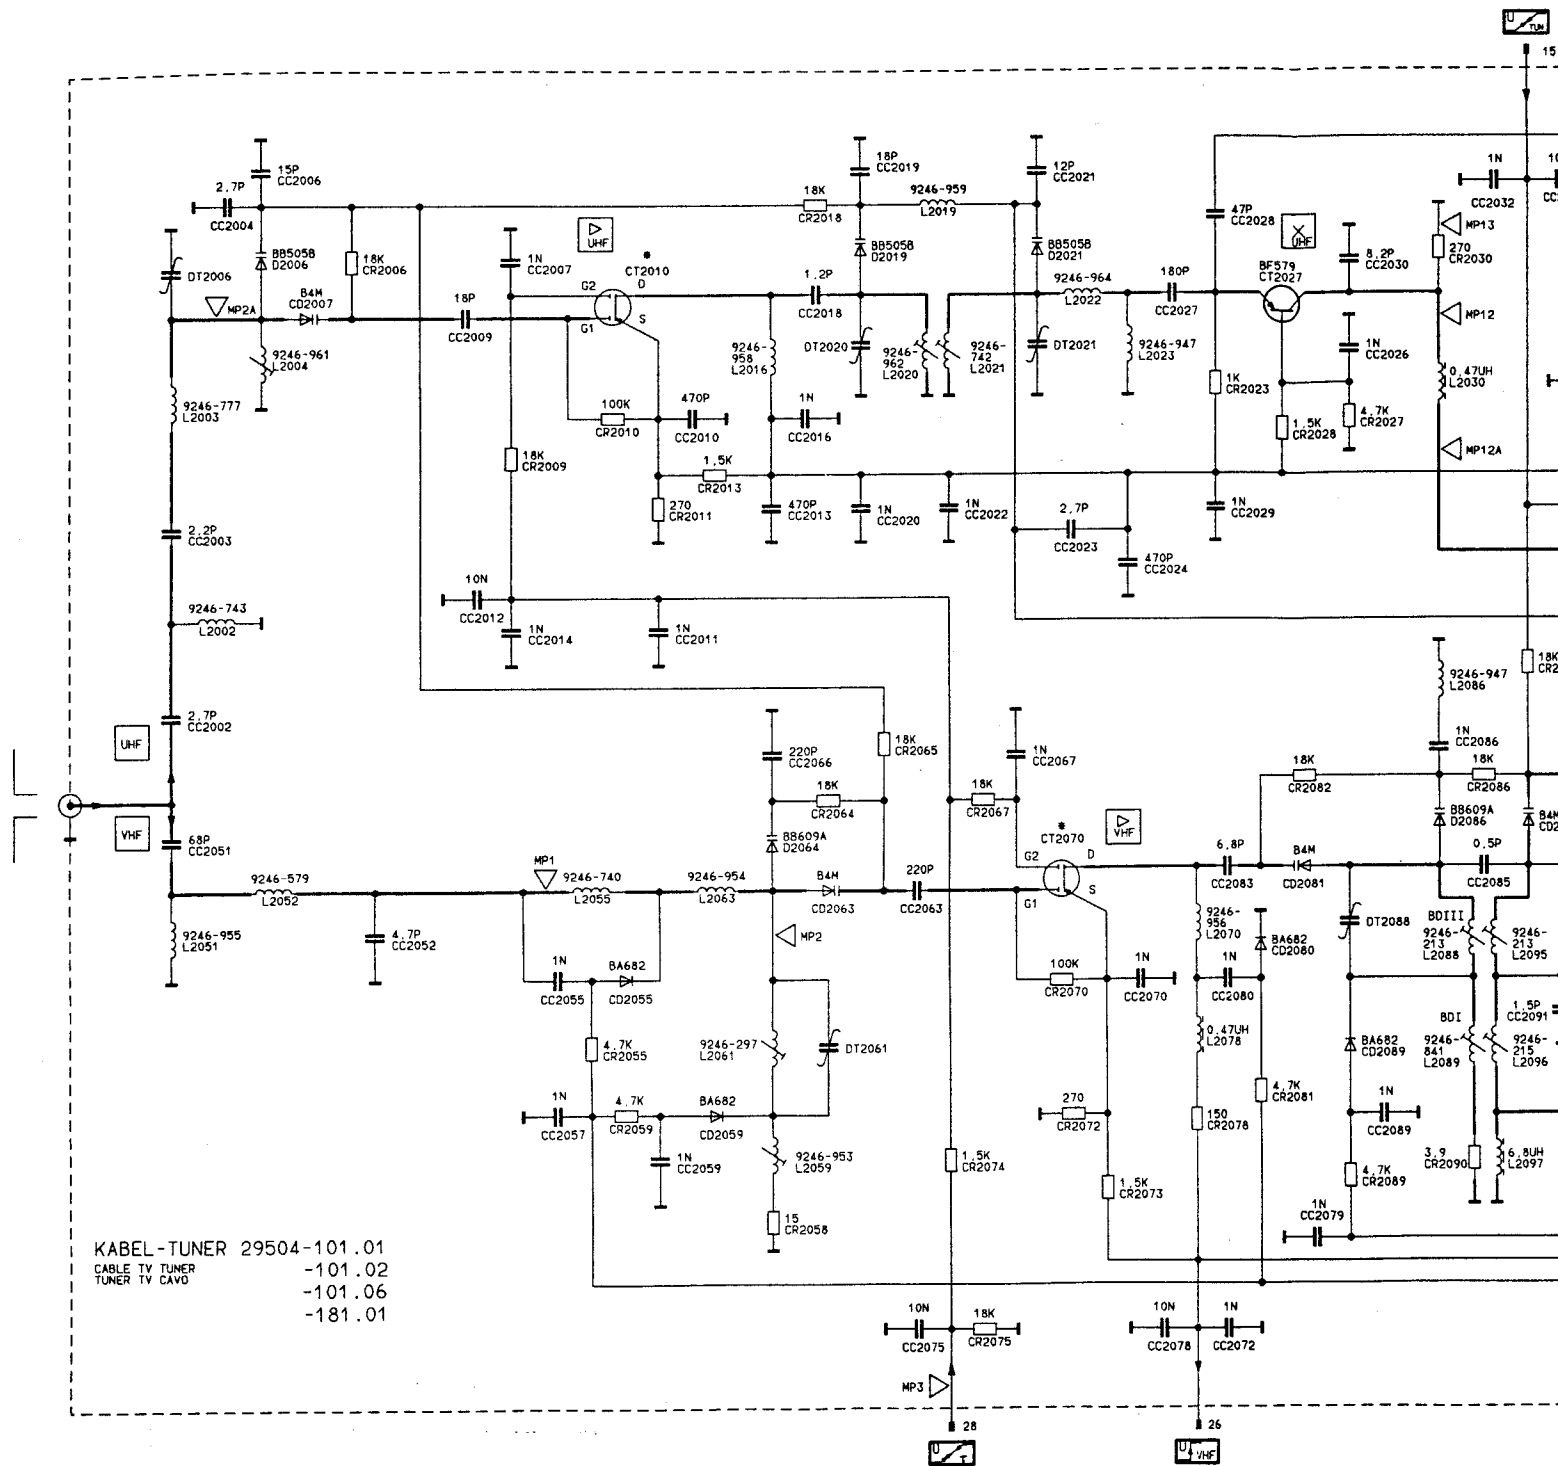 U
TUN
15
15P
CC2006
2.7P
CC2004
18P
CC2019
18K
CR2018
9246-959
L2019
12P
CC2021
1N
CC2032
47P
CC2028
UHF
MP13
270
CR2030
UHF
*
CT2010
1N
CC2007
DT2006
BB505B
D2006
18K
CR2006
BB505B
D2019
BB505B
D2021
BF579
CT2027
8.2P
CC2030
MP2A
B4M
CD2007
18P
CC2009
G2
D
G1
S
1.2P
CC2018
9246-964
L2022
180P
CC2027
MP12
9246-961
L2004
9246-
958
L2016
DT2020
9246-
962
L2020
9246-
742
L2021
DT2021
9246-947
L2023
1N
CC2026
1K
CR2023
0.47UH
L2030
9246-777
L2003
100K
CR2010
470P
CC2010
1N
CC2016
1.5K
CR2028
4.7K
CR2027
MP12A
18K
CR2009
1.5K
CR2013
270
CR2011
470P
CC2013
1N
CC2020
1N
CC2022
2.7P
CC2023
1N
CC2029
2.2P
CC2003
470P
CC2024
10N
CC2012
9246-743
L2002
1N
CC2014
1N
CC2011
9246-947
L2086
18K
2.7P
CC2002
UHF
18K
CR2065
220P
CC2066
1N
CC2067
1N
CC2086
18K
CR2082
18K
CR2086
18K
CR2064
18K
CR2067
VHF
68P
CC2051
BB609A
D2064
*
CT2070
VHF
BB609A
D2086
B4M
MP1
9246-579
L2052
9246-740
L2055
9246-954
L2063
B4M
CD2063
220P
CC2063
G2
D
G1
S
6.8P
CC2083
B4M
CD2081
0.5P
CC2085
9246-955
L2051
4.7P
CC2052
MP2
9246-
956
L2070
BA682
CD2080
DT2088
BDIII
9246-
213
L2088
9246-
213
L2095
1N
CC2055
BA682
CD2055
100K
CR2070
1N
CC2070
1N
CC2080
4.7K
CR2055
9246-297
L2061
DT2061
0.47UH
L2078
BA682
CD2089
BDI
9246-
841
L2089
9246-
215
L2096
1.5P
CC2091
1N
CC2057
4.7K
CR2059
BA682
CD2059
270
CR2072
150
CR2078
4.7K
CR2081
1N
CC2089
1N
CC2059
9246-953
L2059
1.5K
CR2074
1.5K
CR2073
4.7K
CR2089
3.9
CR2090
6.8UH
L2097
15
CR2058
1N
CC2079
KABEL-TUNER 29504-101.01
CABLE TV TUNER
-101.02
TUNER TV CAVO
-101.06
-181.01
10N
CC2075
18K
CR2075
10N
CC2078
1N
CC2072
MP3
28
26
U
T
U
VHF